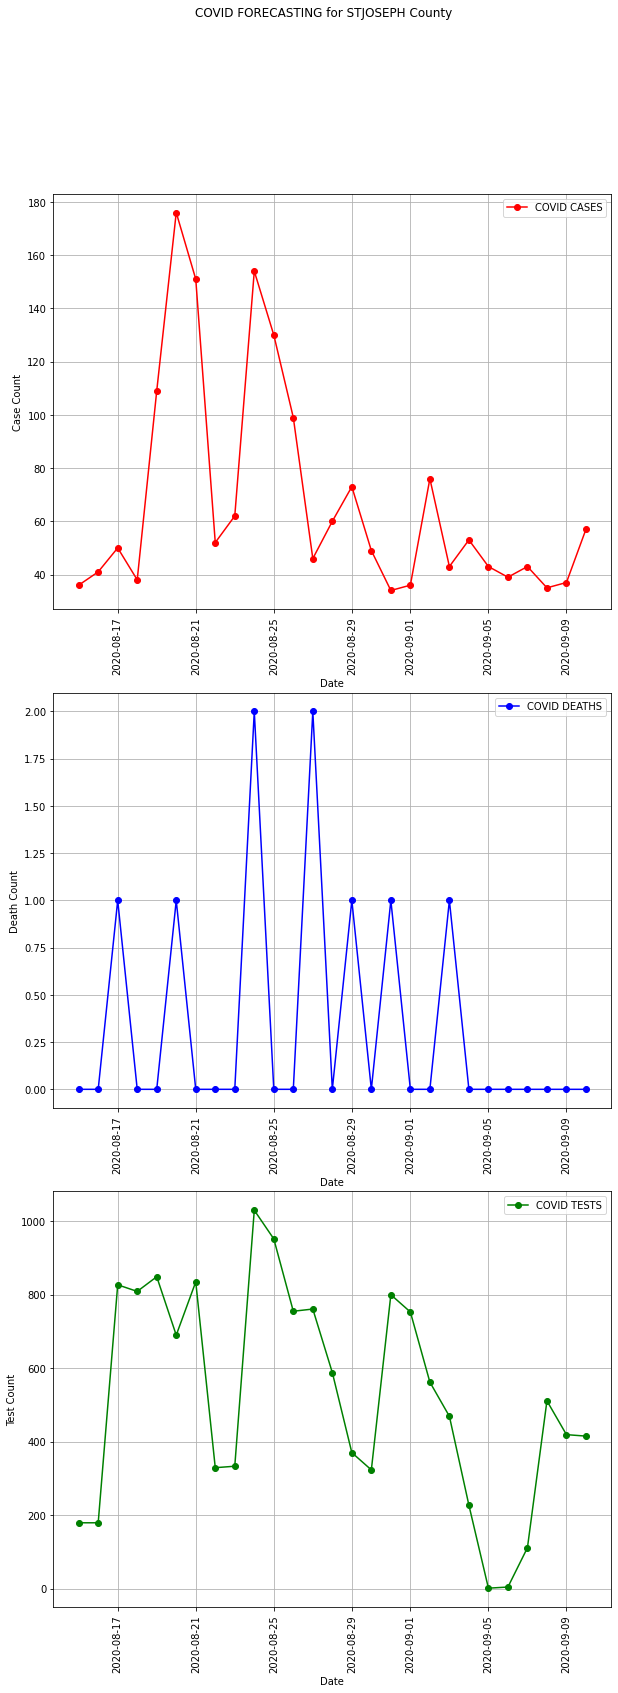 COVID FORECASTING for STJOSEPH County
COVID CASES
180
160
140
120
100
80
60
40
Case Count
2020-08-17 2020-08-21 2020-08-25 2020-08-29 2020-09-01 2020-09-05 2020-09-09
Date
COVID DEATHS
2.00
1.75
1.50
1.25
1.00
0.75
0.50
0.25
0.00
Death Count
2020-08-17 2020-08-21 2020-08-25 2020-08-29 2020-09-01 2020-09-05 2020-09-09
Date
COVID TESTS
1000
800
600
400
200
0
Test Count
2020-08-17 2020-08-21 2020-08-25 2020-08-29 2020-09-01 2020-09-05 2020-09-09
Date